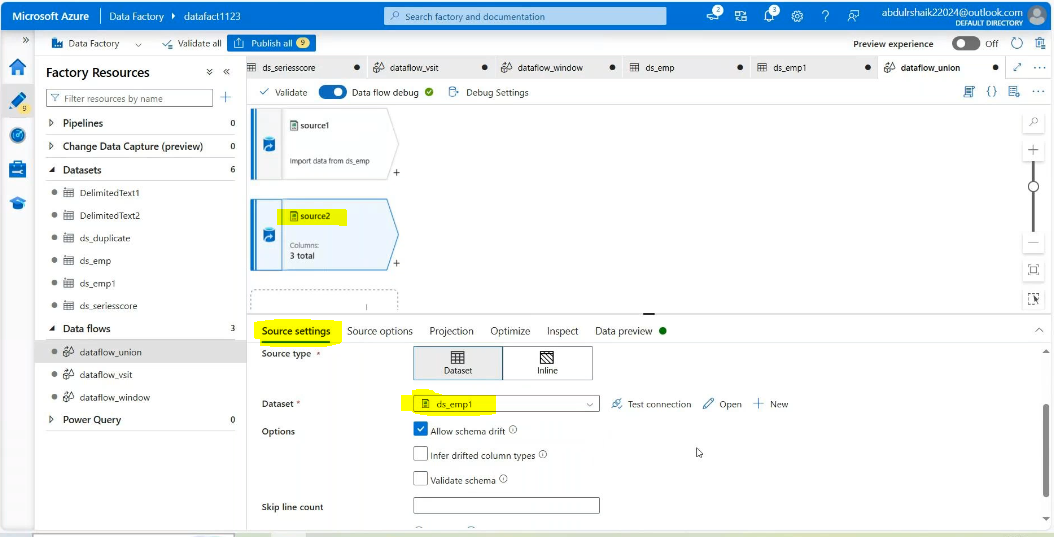 Microsoft Azure
Data Factory
datafact1123
Search factory and documentation
2
3
abdulrshaik22024@outlook.com
DEFAULT DIRECTORY
Data Factory
Validate all
Publish all 9
Preview experience
Off
9
Factory Resources
Filter resources by name
Pipelines 0
Change Data Capture (preview) 0
Datasets 6
DelimitedText1
DelimitedText2
ds_duplicate
ds_emp
ds_emp1
ds_seriesscore
Data flows 3
dataflow_union
dataflow_vsit
dataflow_window
Power Query 0
ds_seriesscore
dataflow_vsit
dataflow_window
ds_emp
ds_emp1
dataflow_union
Validate
Data flow debug
Debug Settings
source1
Import data from ds_emp
source2
Columns:
3 total
Source settings
Source options
Projection
Optimize
Inspect
Data preview
Source type *
Dataset
Inline
Dataset *
ds_emp1
Test connection
Open
New
Options
Allow schema drift
Infer drifted column types
Validate schema
Skip line count